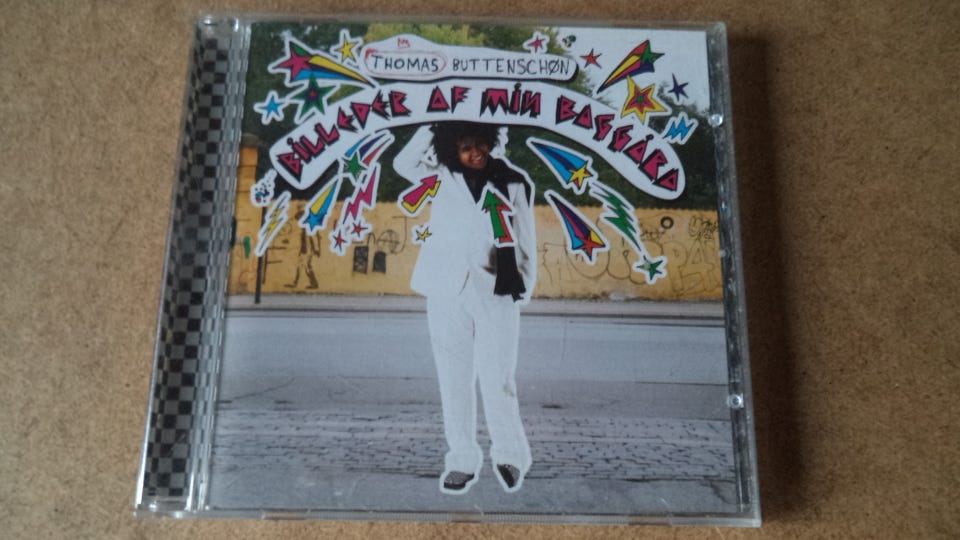 THOMAS BUTTENSCHØN
BILLEDER AF MIN BAGGÅRD